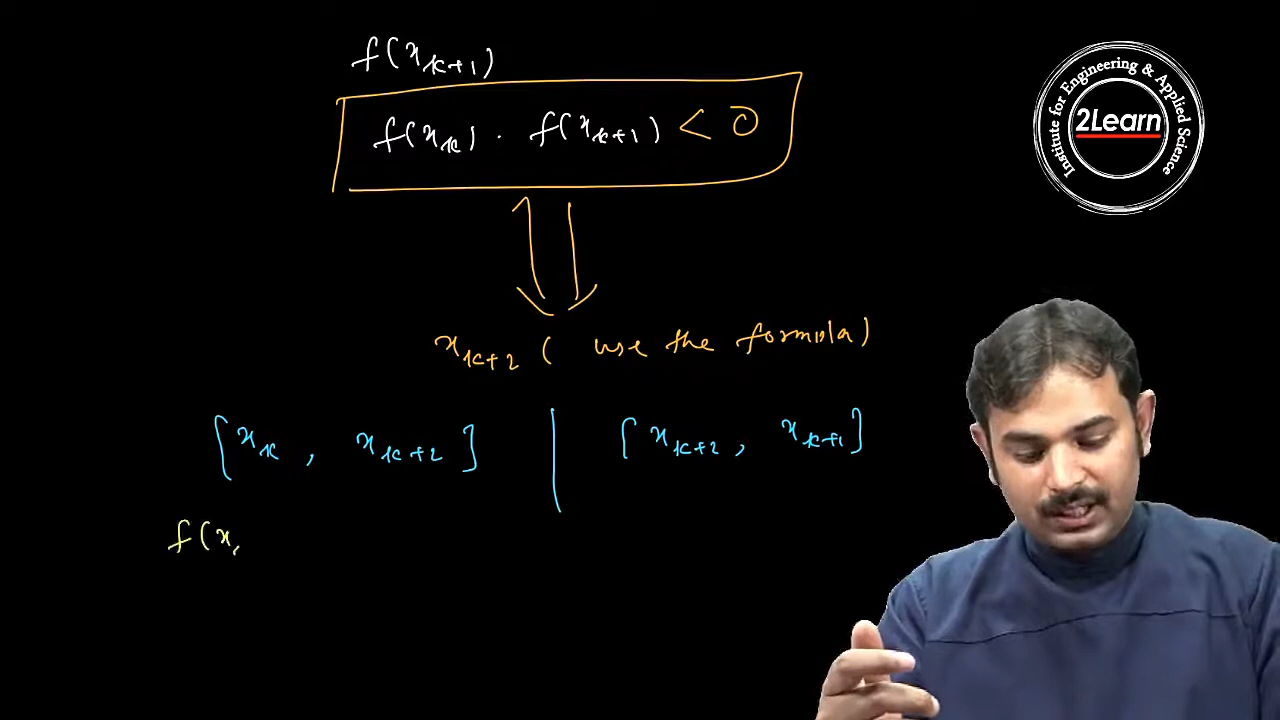 f(x_{k+1})
f(x_k) · f(x_{k+1}) < 0
x_{k+2} ( use the formula)
[x_k , x_{k+2}] | [x_{k+2}, x_{k+1}]
f(x,
Institute for Engineering & Applied Science
2Learn